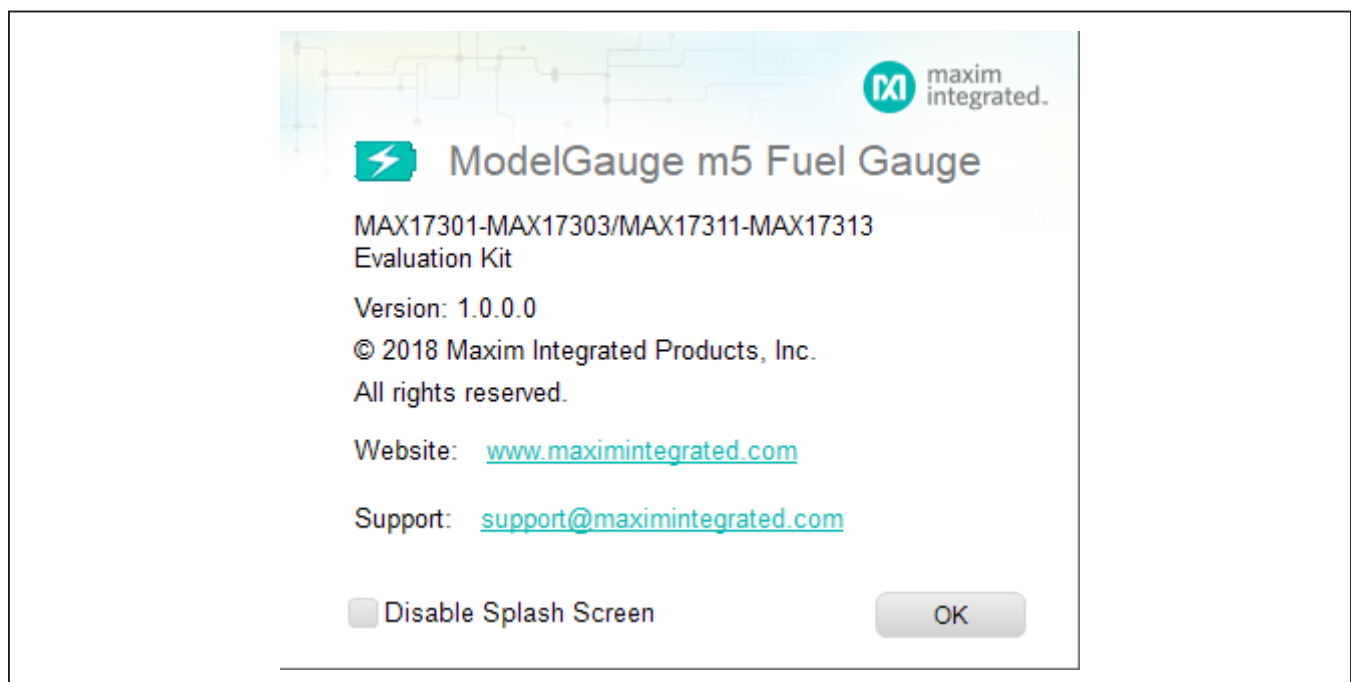 maxim
integrated.
ModelGauge m5 Fuel Gauge
MAX17301-MAX17303/MAX17311-MAX17313
Evaluation Kit
Version: 1.0.0.0
© 2018 Maxim Integrated Products, Inc.
All rights reserved.
Website: www.maximintegrated.com
Support: support@maximintegrated.com
Disable Splash Screen OK